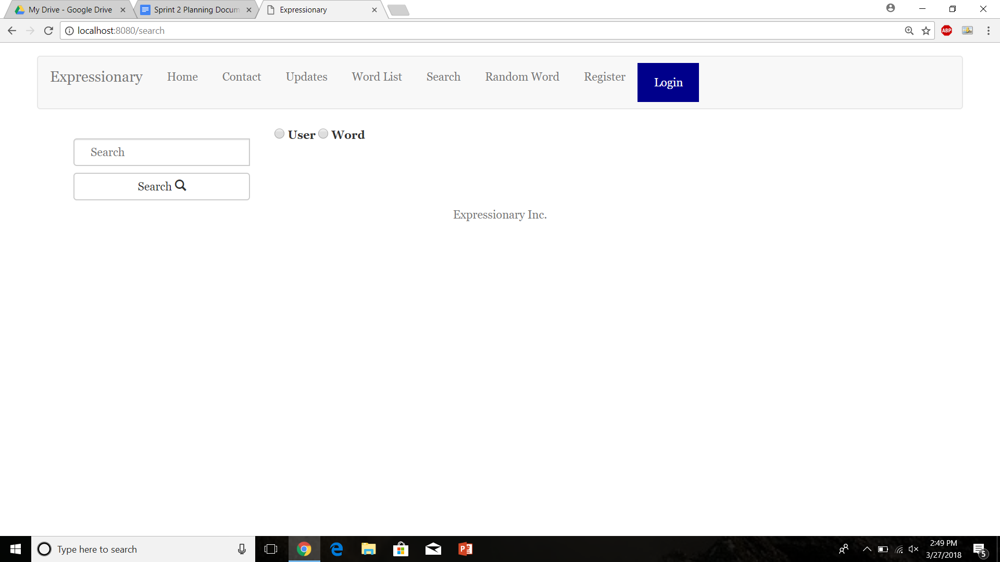 My Drive - Google Drive
Sprint 2 Planning Docum
Expressionary
localhost:8080/search
ABP
Expressionary Home Contact Updates Word List Search Random Word Register Login
User Word
Search
Search
Expressionary Inc.
Type here to search
2:49 PM
3/27/2018
5